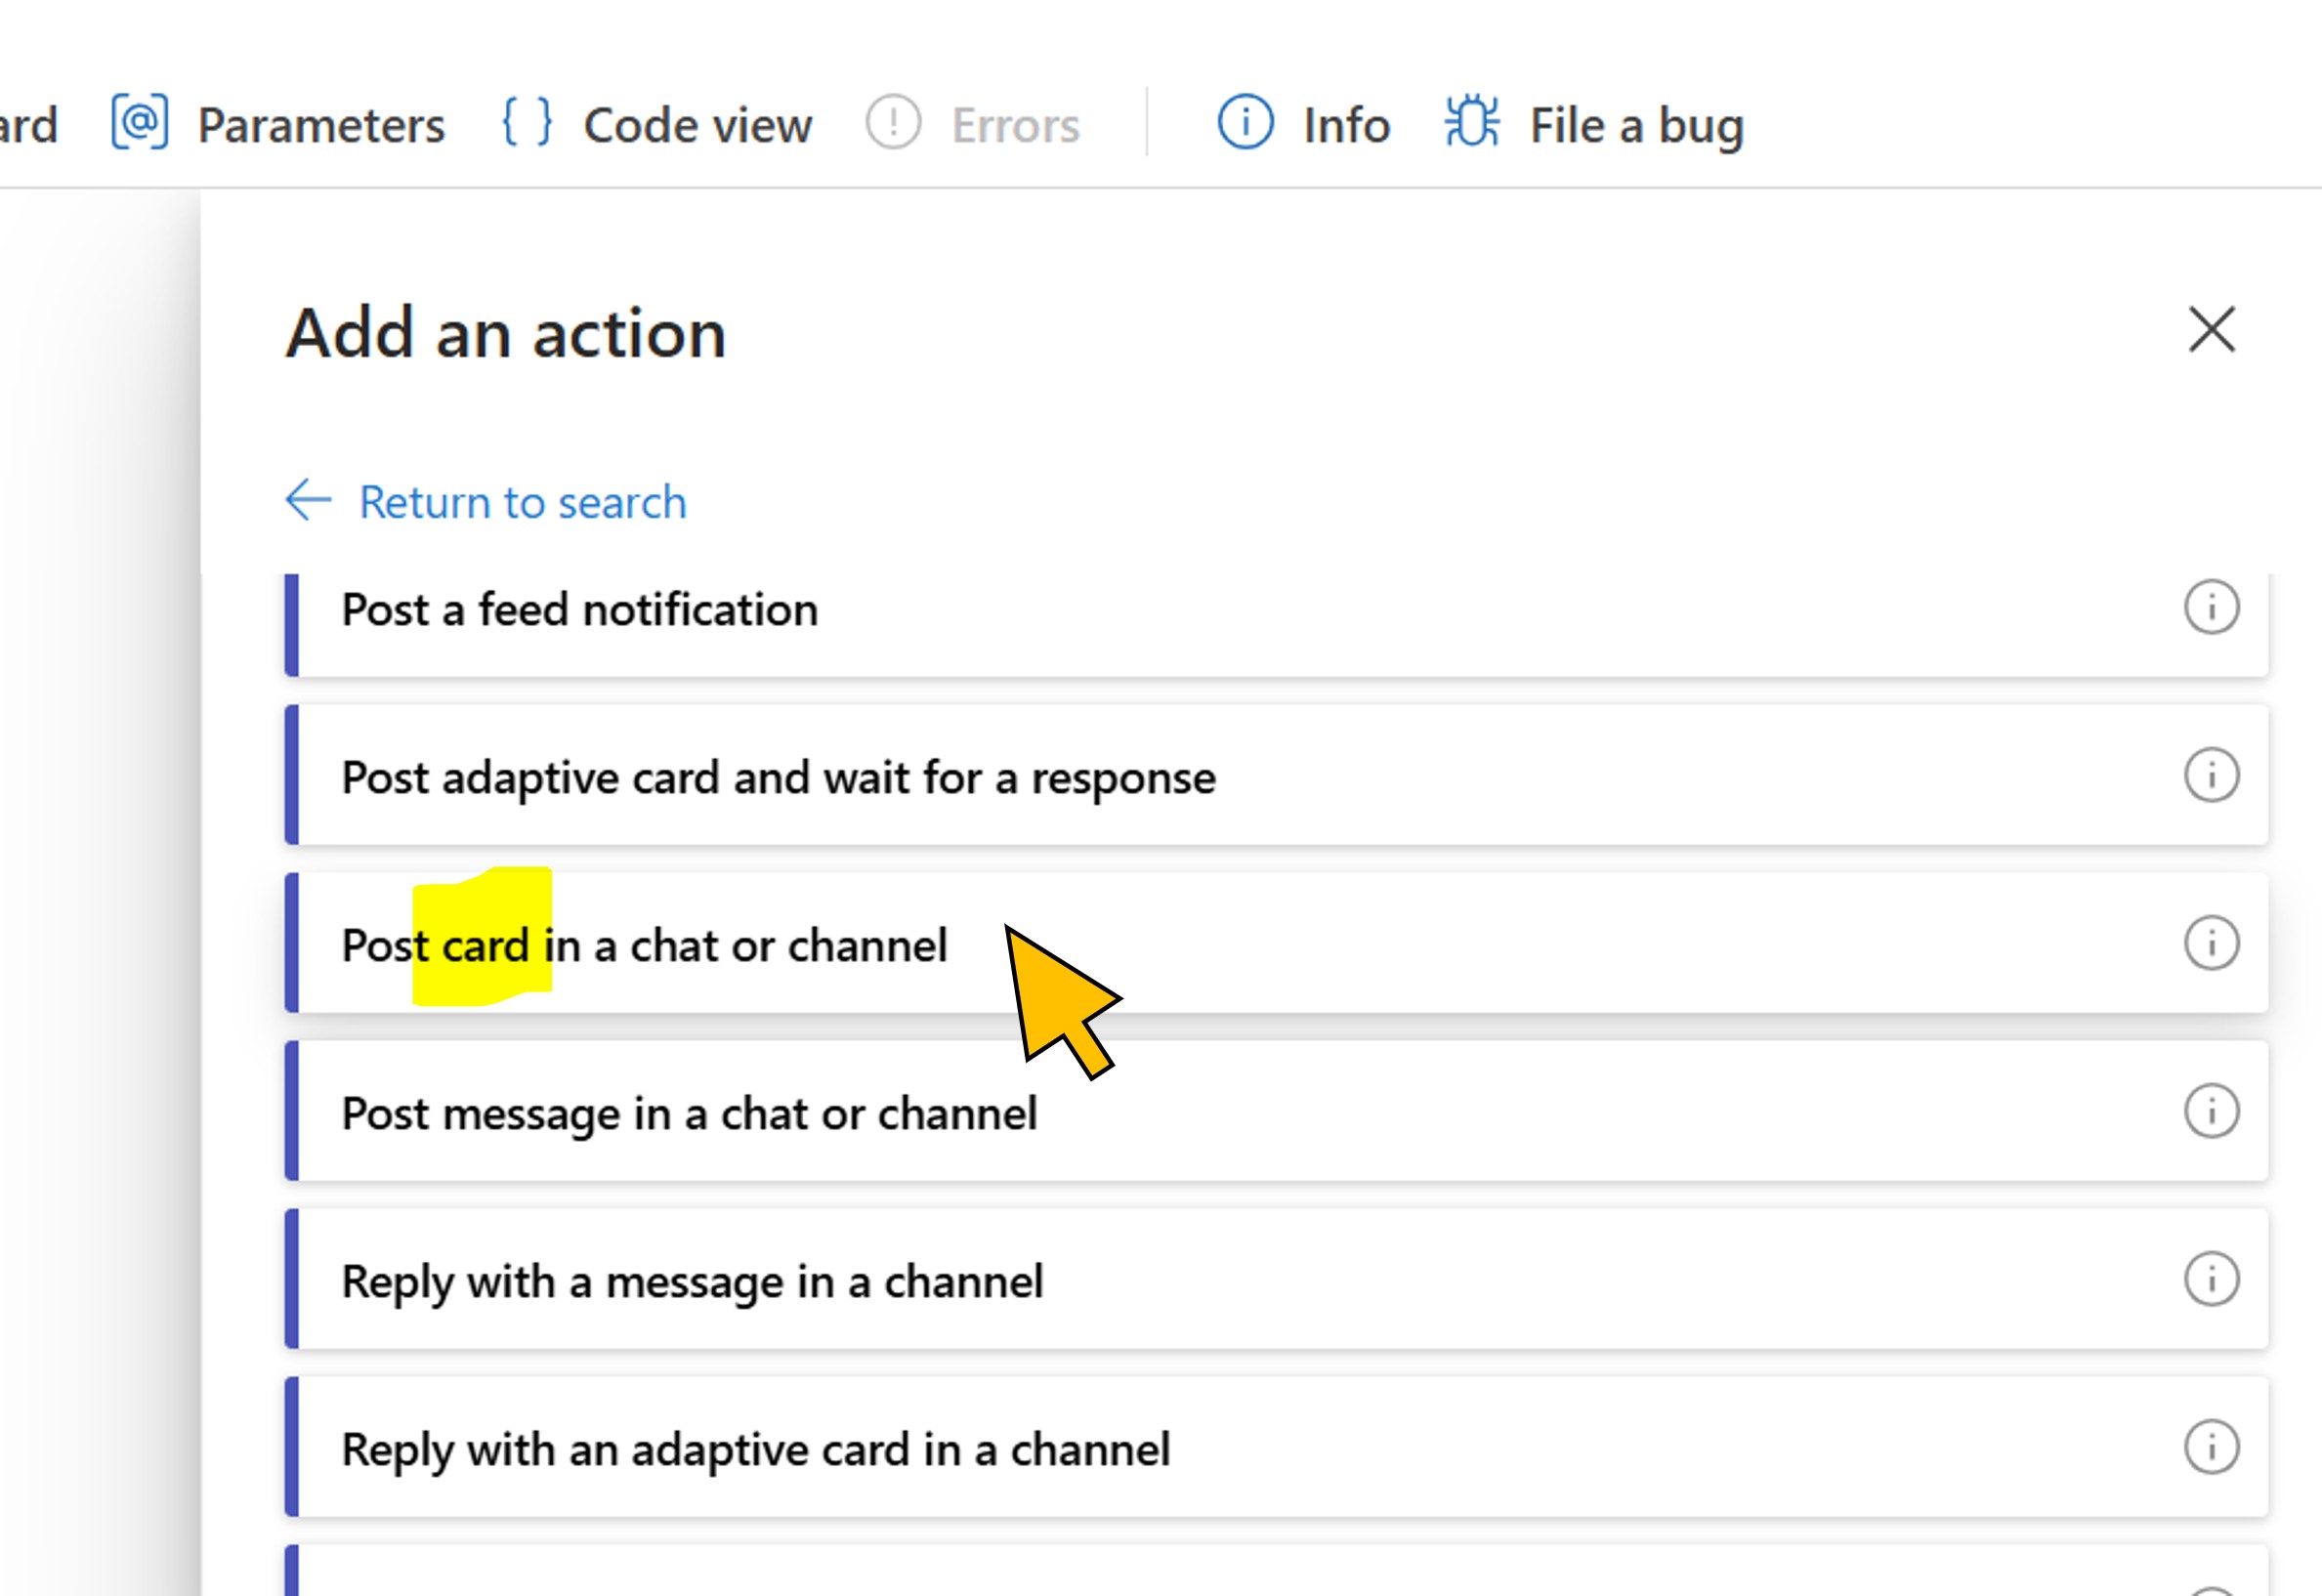 ard Parameters Code view Errors Info File a bug
Add an action
Return to search
Post a feed notification
Post adaptive card and wait for a response
Post card in a chat or channel
Post message in a chat or channel
Reply with a message in a channel
Reply with an adaptive card in a channel